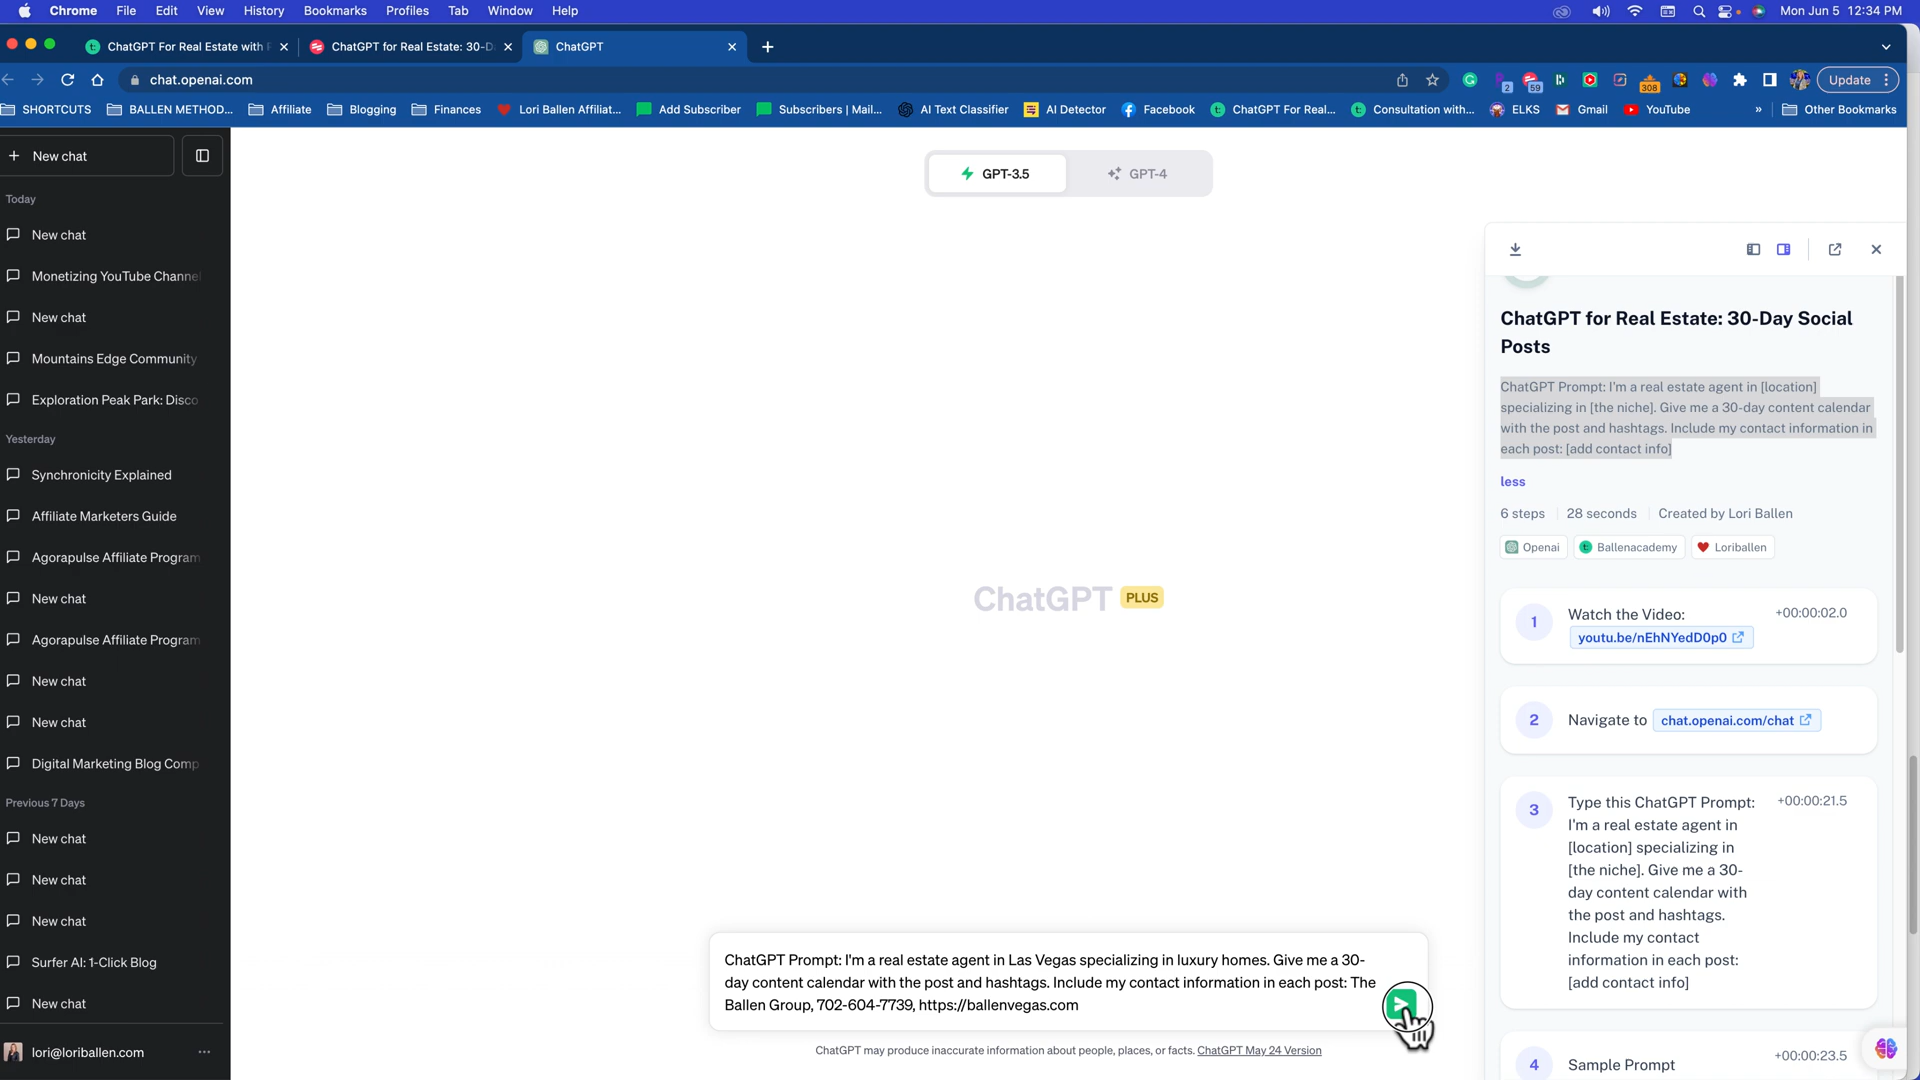 Chrome File Edit View History Bookmarks Profiles Tab Window Help Mon Jun 5 12:34 PM
ChatGPT For Real Estate with ChatGPT for Real Estate: 30-D ChatGPT
chat.openai.com 2 59 308 Update
SHORTCUTS BALLEN METHOD... Affiliate Blogging Finances Lori Ballen Affiliat... Add Subscriber Subscribers | Mail... AI Text Classifier AI Detector Facebook ChatGPT For Real... Consultation with... ELKS Gmail YouTube » Other Bookmarks
New chat
Today
New chat
Monetizing YouTube Channel
New chat
Mountains Edge Community
Exploration Peak Park: Disco
Yesterday
Synchronicity Explained
Affiliate Marketers Guide
Agorapulse Affiliate Program
New chat
Agorapulse Affiliate Program
New chat
New chat
Digital Marketing Blog Comp
Previous 7 Days
New chat
New chat
New chat
Surfer AI: 1-Click Blog
New chat
lori@loriballen.com
GPT-3.5 GPT-4
ChatGPT PLUS
ChatGPT Prompt: I'm a real estate agent in Las Vegas specializing in luxury homes. Give me a 30-
day content calendar with the post and hashtags. Include my contact information in each post: The
Ballen Group, 702-604-7739, https://ballenvegas.com
ChatGPT may produce inaccurate information about people, places, or facts. ChatGPT May 24 Version
ChatGPT for Real Estate: 30-Day Social
Posts
ChatGPT Prompt: I'm a real estate agent in [location]
specializing in [the niche]. Give me a 30-day content calendar
with the post and hashtags. Include my contact information in
each post: [add contact info]
less
6 steps 28 seconds Created by Lori Ballen
Openai Ballenacademy Loriballen
1 Watch the Video: +00:00:02.0
youtu.be/nEhNYedD0p0
2 Navigate to chat.openai.com/chat
3 Type this ChatGPT Prompt: +00:00:21.5
I'm a real estate agent in
[location] specializing in
[the niche]. Give me a 30-
day content calendar with
the post and hashtags.
Include my contact
information in each post:
[add contact info]
4 Sample Prompt +00:00:23.5